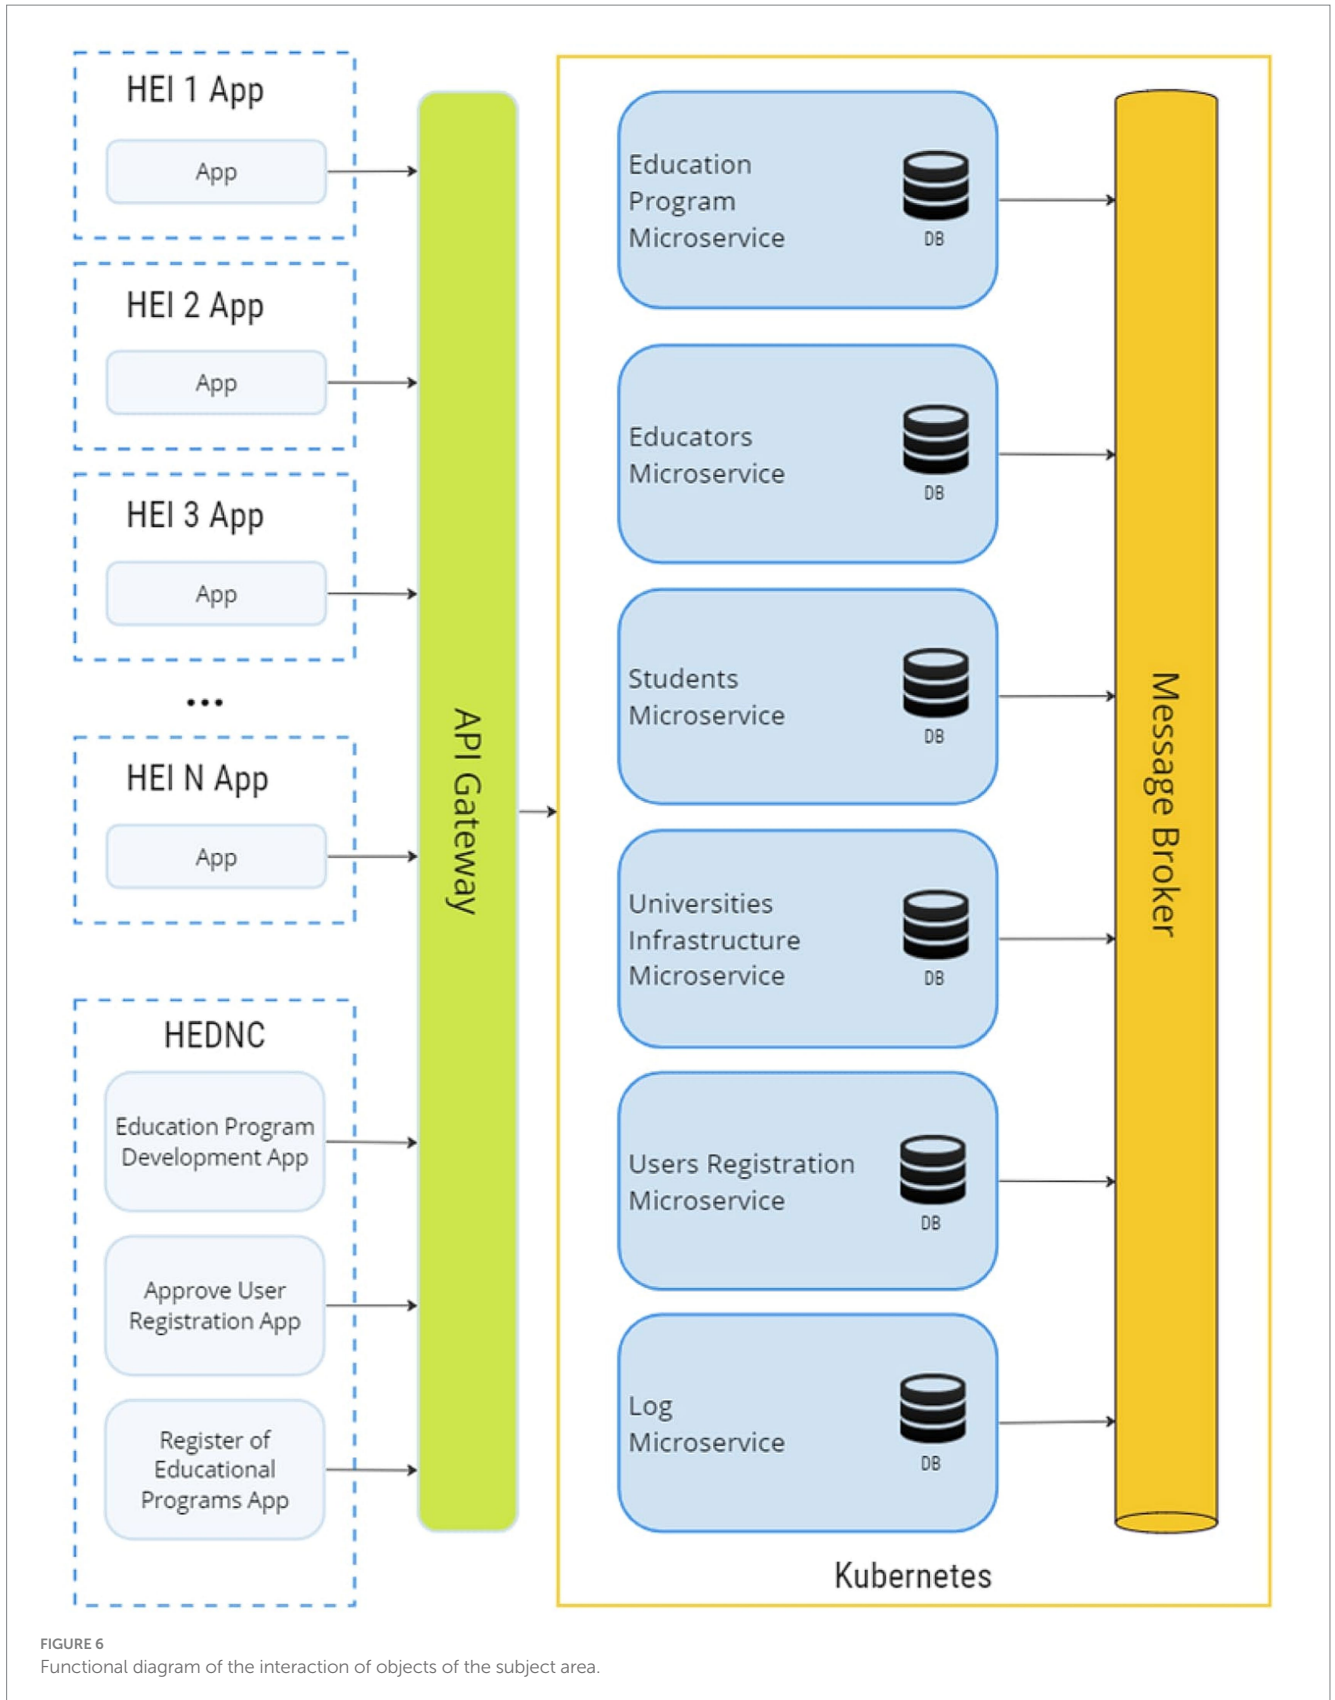 HEI 1 App
App
HEI 2 App
App
HEI 3 App
App
...
HEI N App
App
HEDNC
Education Program
Development App
Approve User
Registration App
Register of
Educational
Programs App
API Gateway
Education
Program
Microservice
DB
Educators
Microservice
DB
Students
Microservice
DB
Universities
Infrastructure
Microservice
DB
Users Registration
Microservice
DB
Log
Microservice
DB
Message Broker
Kubernetes
FIGURE 6
Functional diagram of the interaction of objects of the subject area.